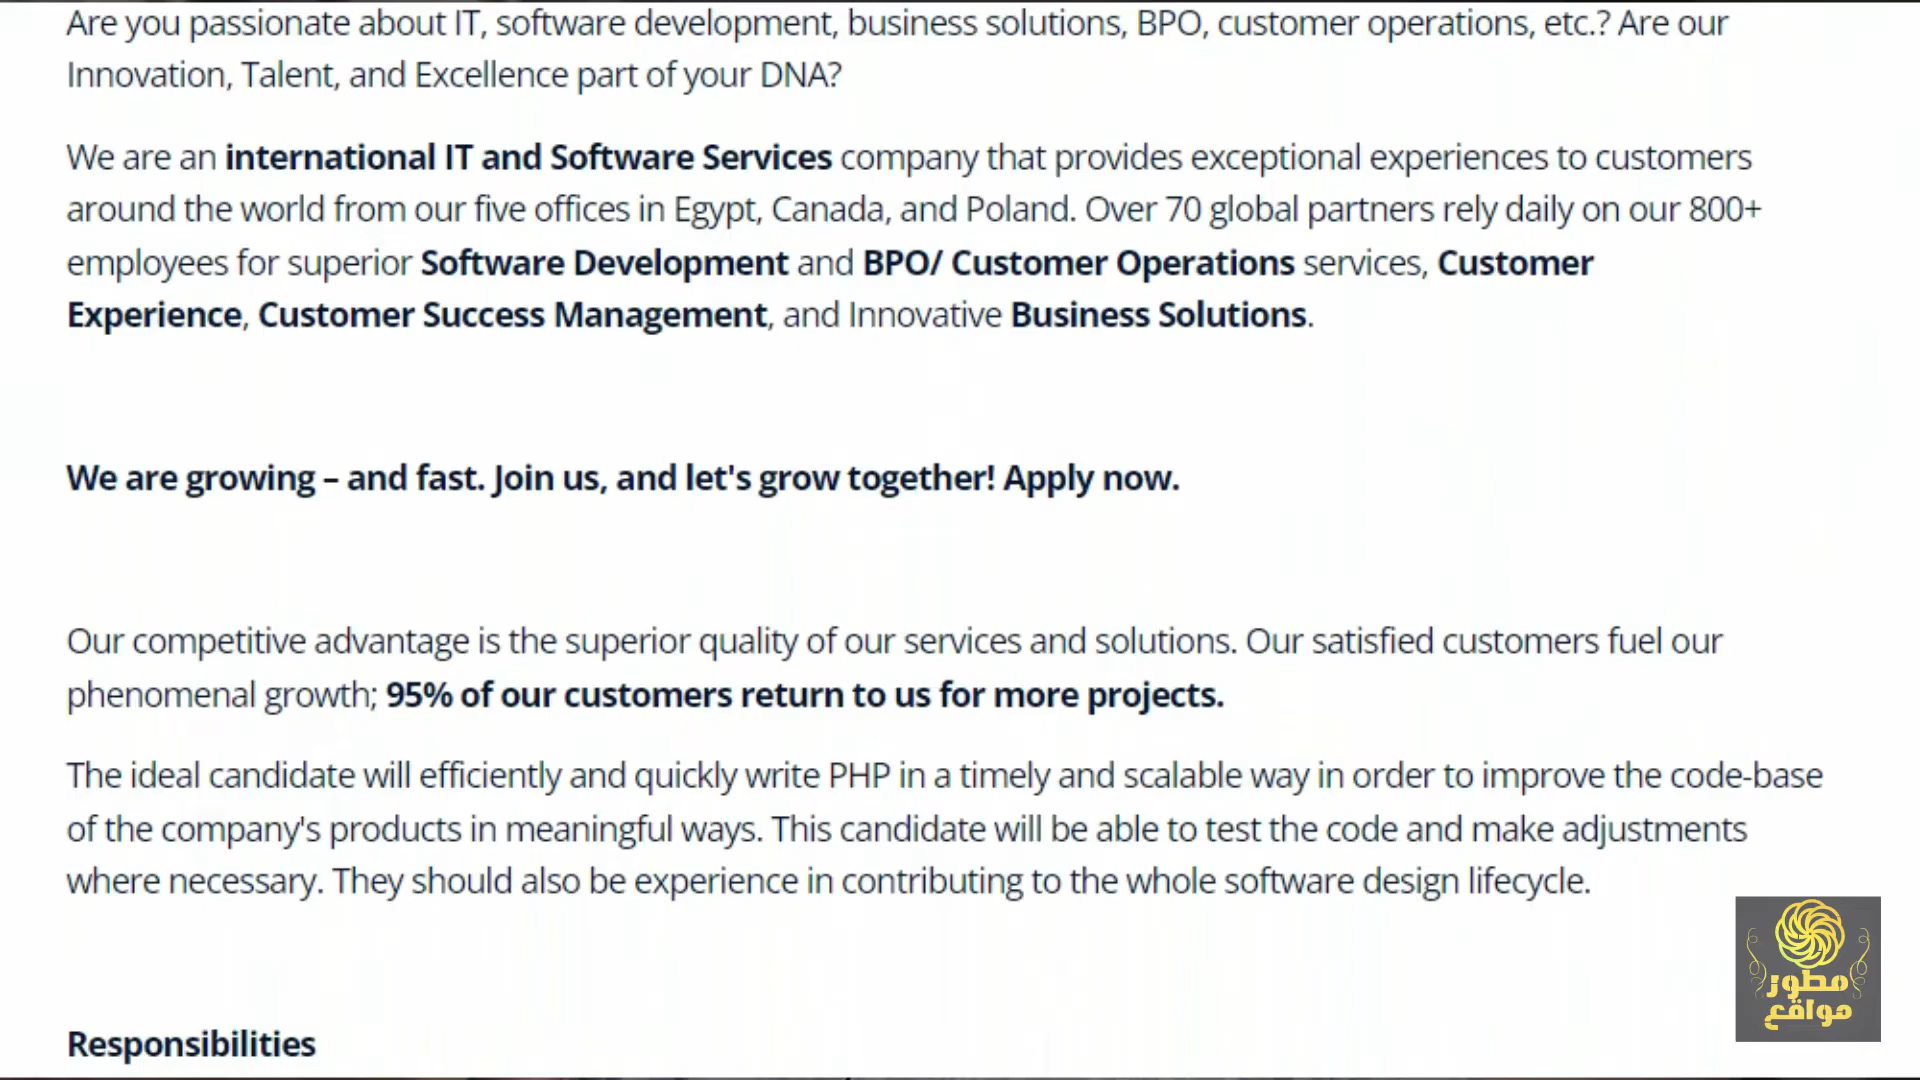 Are you passionate about IT, software development, business solutions, BPO, customer operations, etc.? Are our
Innovation, Talent, and Excellence part of your DNA?
We are an international IT and Software Services company that provides exceptional experiences to customers
around the world from our five offices in Egypt, Canada, and Poland. Over 70 global partners rely daily on our 800+
employees for superior Software Development and BPO/ Customer Operations services, Customer
Experience, Customer Success Management, and Innovative Business Solutions.
We are growing – and fast. Join us, and let's grow together! Apply now.
Our competitive advantage is the superior quality of our services and solutions. Our satisfied customers fuel our
phenomenal growth; 95% of our customers return to us for more projects.
The ideal candidate will efficiently and quickly write PHP in a timely and scalable way in order to improve the code-base
of the company's products in meaningful ways. This candidate will be able to test the code and make adjustments
where necessary. They should also be experience in contributing to the whole software design lifecycle.
مطور
مواقع
Responsibilities